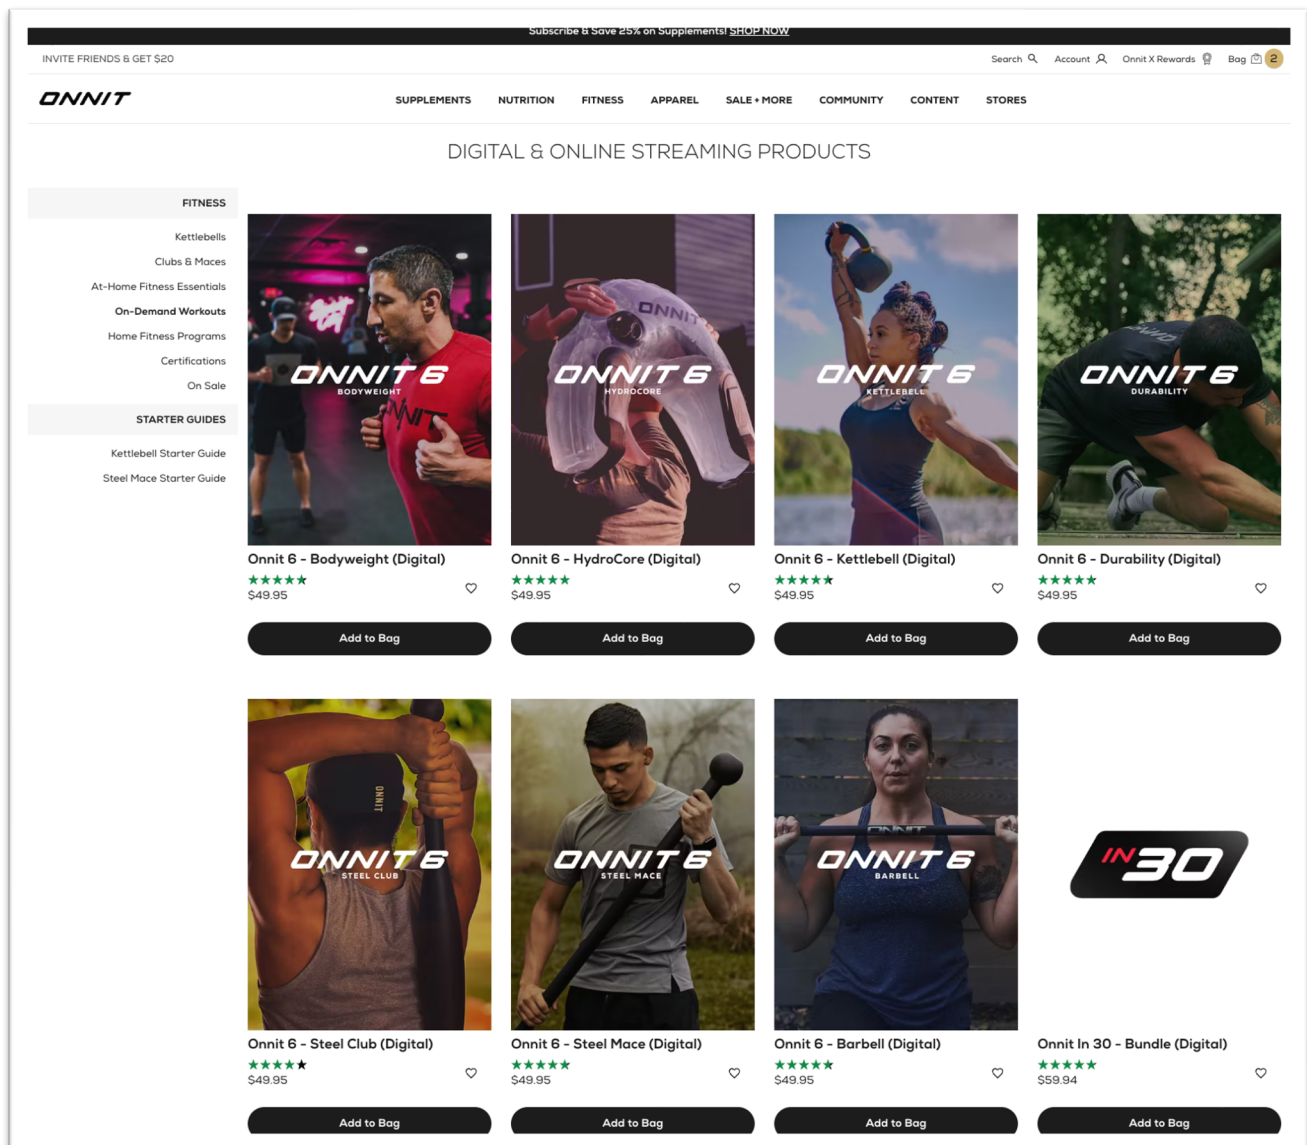 Subscribe & Save 25% on Supplements! SHOP NOW
INVITE FRIENDS & GET $20
Search Account Onnit X Rewards Bag 2
ONNIT
SUPPLEMENTS NUTRITION FITNESS APPAREL SALE + MORE COMMUNITY CONTENT STORES
DIGITAL & ONLINE STREAMING PRODUCTS
FITNESS
Kettlebells
Clubs & Maces
At-Home Fitness Essentials
On-Demand Workouts
Home Fitness Programs
Certifications
On Sale
STARTER GUIDES
Kettlebell Starter Guide
Steel Mace Starter Guide
ONNIT 6
BODYWEIGHT
Onnit 6 - Bodyweight (Digital)
$49.95
Add to Bag
ONNIT
ONNIT 6
HYDROCORE
Onnit 6 - HydroCore (Digital)
$49.95
Add to Bag
ONNIT 6
KETTLEBELL
Onnit 6 - Kettlebell (Digital)
$49.95
Add to Bag
ONNIT 6
DURABILITY
Onnit 6 - Durability (Digital)
$49.95
Add to Bag
ONNIT
ONNIT 6
STEEL CLUB
Onnit 6 - Steel Club (Digital)
$49.95
Add to Bag
ONNIT 6
STEEL MACE
Onnit 6 - Steel Mace (Digital)
$49.95
Add to Bag
ONNIT
ONNIT 6
BARBELL
Onnit 6 - Barbell (Digital)
$49.95
Add to Bag
IN 30
Onnit In 30 - Bundle (Digital)
$59.94
Add to Bag